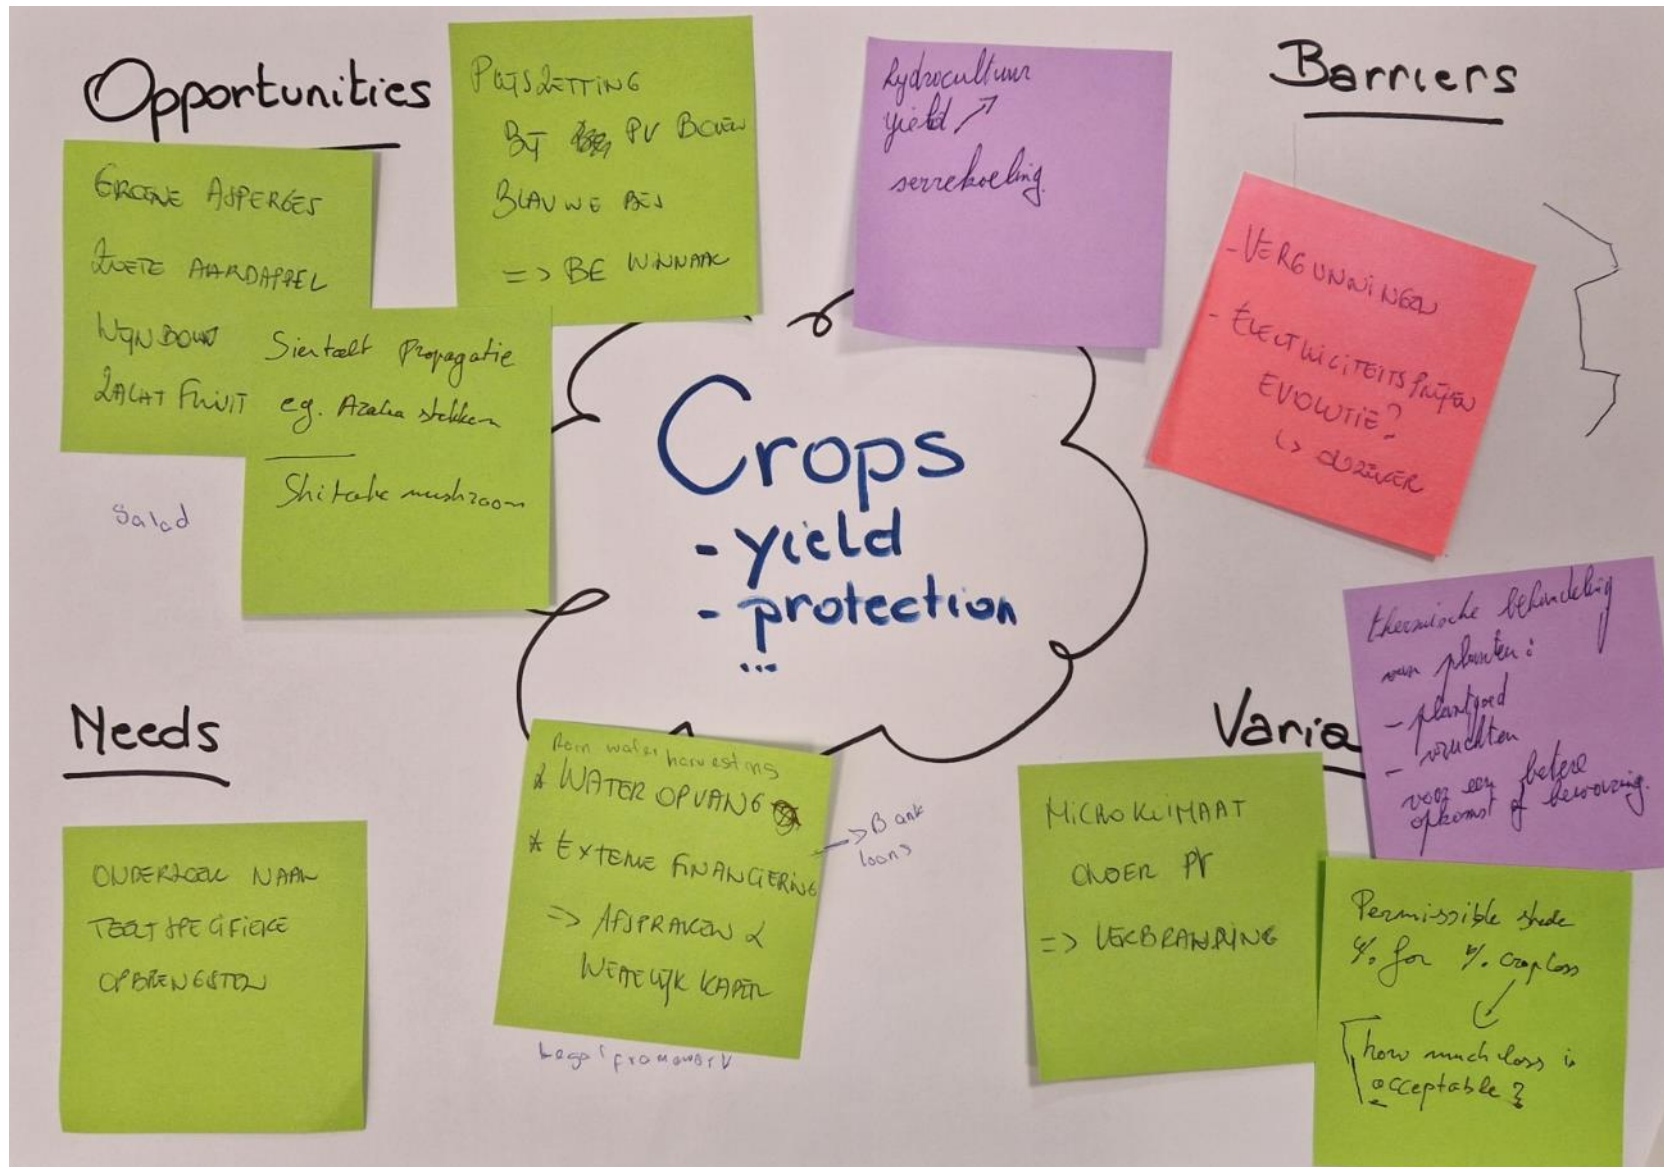 Opportunities
GROENE ASPERGES
ZOETE AARDAPPEL
WIJNBOUW
ZACHT FRUIT
Salad
Sierteelt Propagatie
eg. Azalea stekken
Shitake mushroom
BIJ PV BOVEN
BLAUWE BES
=> BE WINNAAR
hydrocultuur
yield ↗
serrekoeling.
Barriers
- VERGUNNINGEN
- ELECTRICITEITSPRIJZEN
EVOLUTIE?
Crops
- yield
- protection
...
Needs
ONDERZOEK NAAR
TEELTSPECIFIEKE
OPBRENGSTEN
Rain water harvesting
* WATER OPVANG
* EXTERNE FINANCIERING
=> AFSPRAKEN &
WETTELIJK KADER
-> Bank
loans
Legal framework
Varia
MICROKLIMAAT
ONDER PV
=> VERBRANDING
thermische behandeling
van planten:
- plantgoed
- vruchten
voor een betere
opkomst of bewaring.
Permissible shade
% for % crop loss
how much loss is
acceptable?